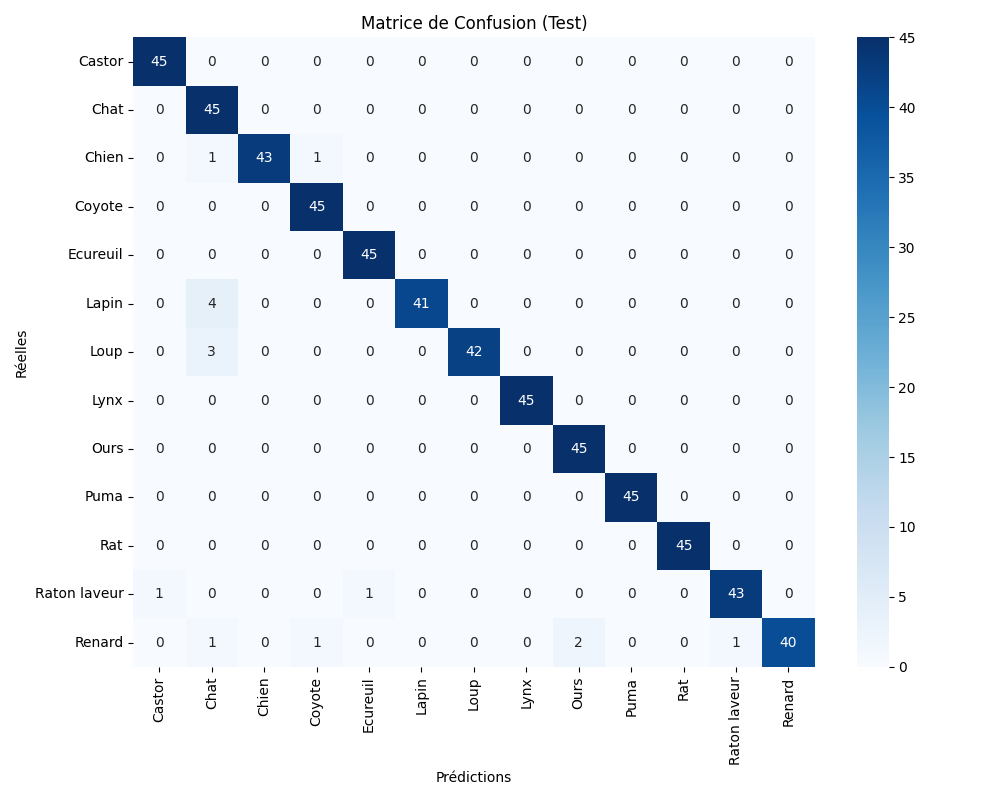 Matrice de Confusion (Test)
Castor 45 0 0 0 0 0 0 0 0 0 0 0 0
Chat 0 45 0 0 0 0 0 0 0 0 0 0 0
Chien 0 1 43 1 0 0 0 0 0 0 0 0 0
Coyote 0 0 0 45 0 0 0 0 0 0 0 0 0
Ecureuil 0 0 0 0 45 0 0 0 0 0 0 0 0
Lapin 0 4 0 0 0 41 0 0 0 0 0 0 0
Loup 0 3 0 0 0 0 42 0 0 0 0 0 0
Lynx 0 0 0 0 0 0 0 45 0 0 0 0 0
Ours 0 0 0 0 0 0 0 0 45 0 0 0 0
Puma 0 0 0 0 0 0 0 0 0 45 0 0 0
Rat 0 0 0 0 0 0 0 0 0 0 45 0 0
Raton laveur 1 0 0 0 1 0 0 0 0 0 0 43 0
Renard 0 1 0 1 0 0 0 0 2 0 0 1 40
Réelles
Castor
Chat
Chien
Coyote
Ecureuil
Lapin
Loup
Lynx
Ours
Puma
Rat
Raton laveur
Renard
Prédictions
45
40
35
30
25
20
15
10
5
0